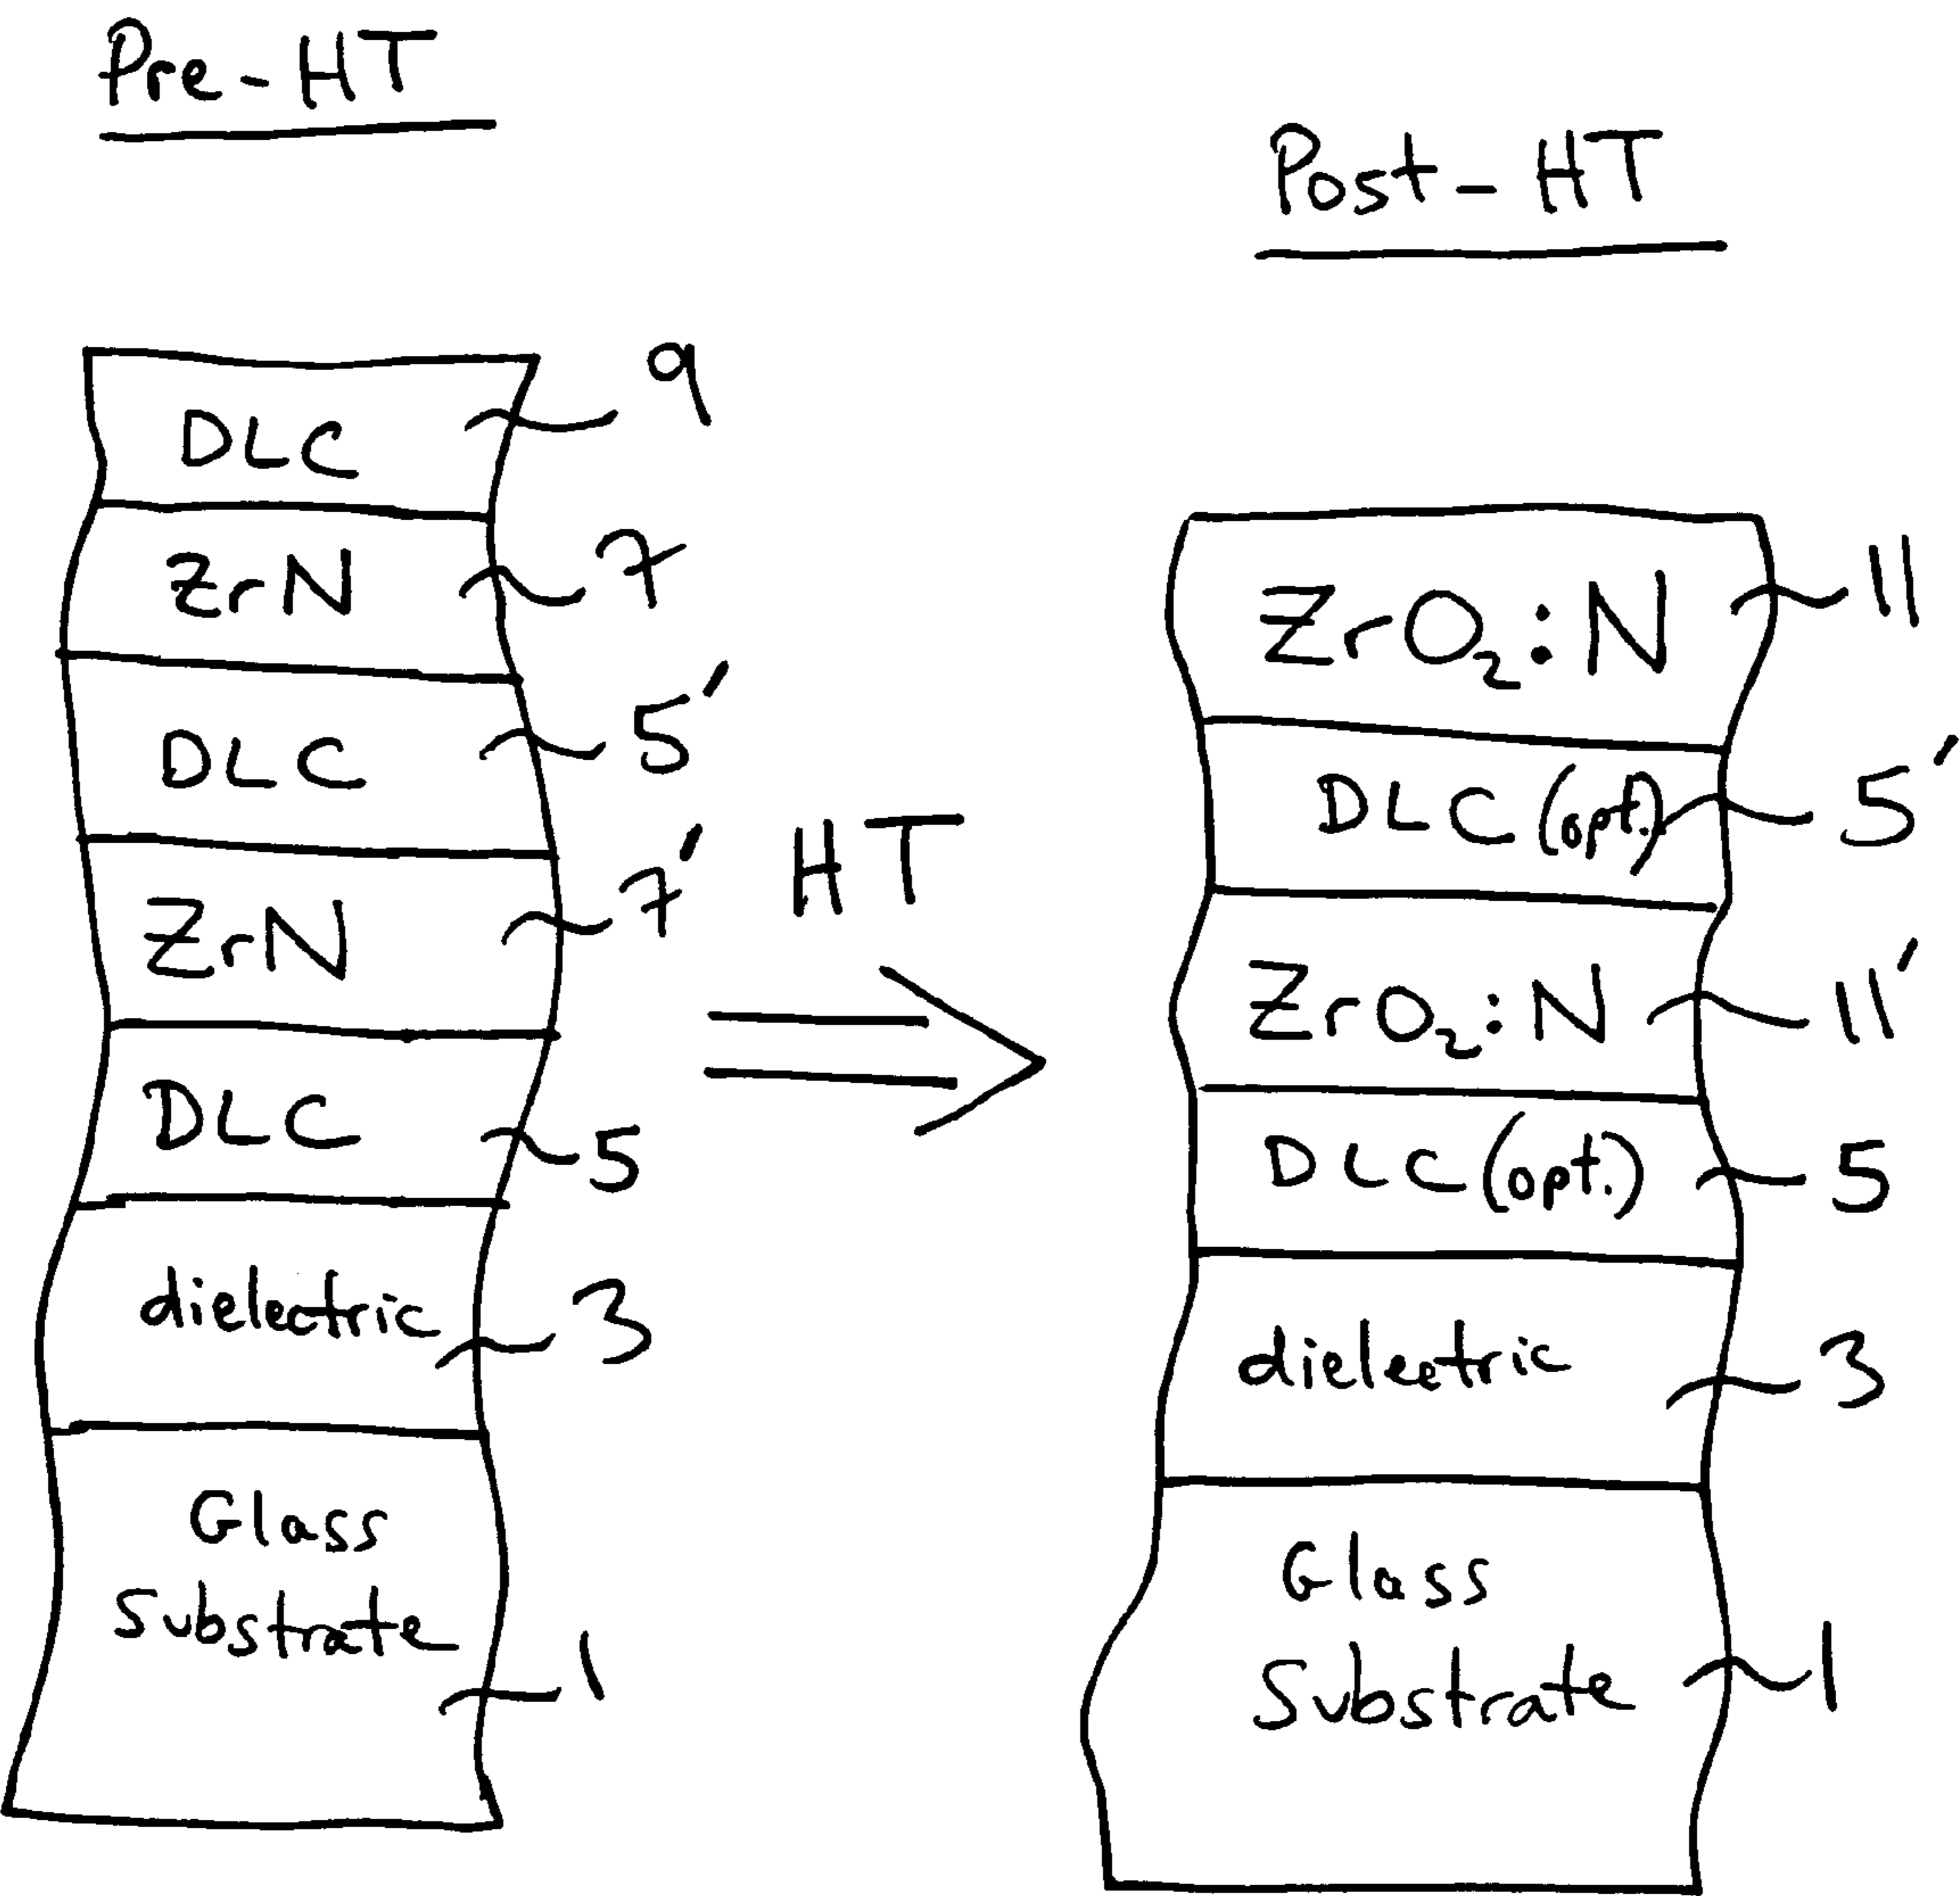 Pre-HT
DLC 9
ZrN 7
DLC 5'
ZrN 7'
DLC 5
dielectric 3
Glass
Substrate 1
HT
Post-HT
ZrO₂:N 11
DLC (opt.) 5'
ZrO₂:N 11'
DLC (opt.) 5
dielectric 3
Glass
Substrate 1